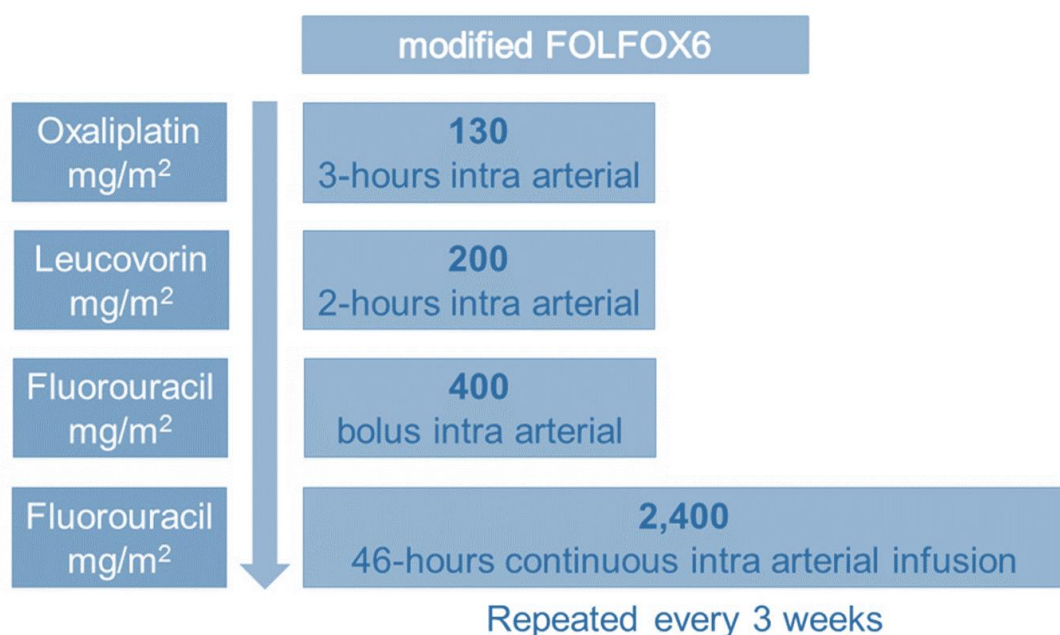 modified FOLFOX6
Oxaliplatin
mg/m²
130
3-hours intra arterial
Leucovorin
mg/m²
200
2-hours intra arterial
Fluorouracil
mg/m²
400
bolus intra arterial
Fluorouracil
mg/m²
2,400
46-hours continuous intra arterial infusion
Repeated every 3 weeks